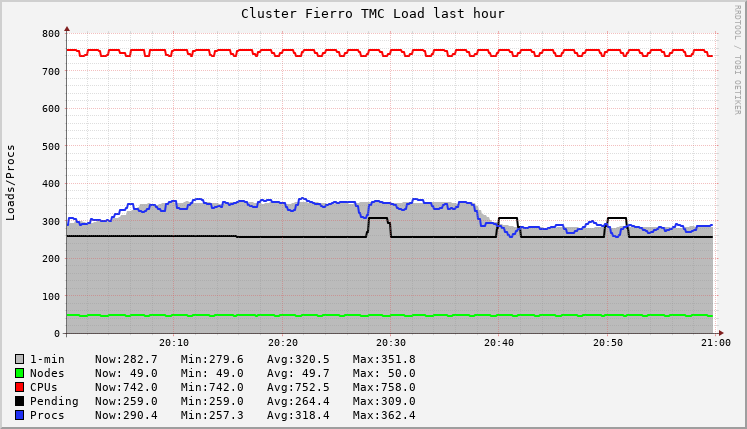 Cluster Fierro TMC Load last hour
RRDTOOL / TOBI OETIKER
Loads/Procs
800
700
600
500
400
300
200
100
0
20:10 20:20 20:30 20:40 20:50 21:00
1-min Now:282.7 Min:279.6 Avg:320.5 Max:351.8
Nodes Now: 49.0 Min: 49.0 Avg: 49.7 Max: 50.0
CPUs Now:742.0 Min:742.0 Avg:752.5 Max:758.0
Pending Now:259.0 Min:259.0 Avg:264.4 Max:309.0
Procs Now:290.4 Min:257.3 Avg:318.4 Max:362.4